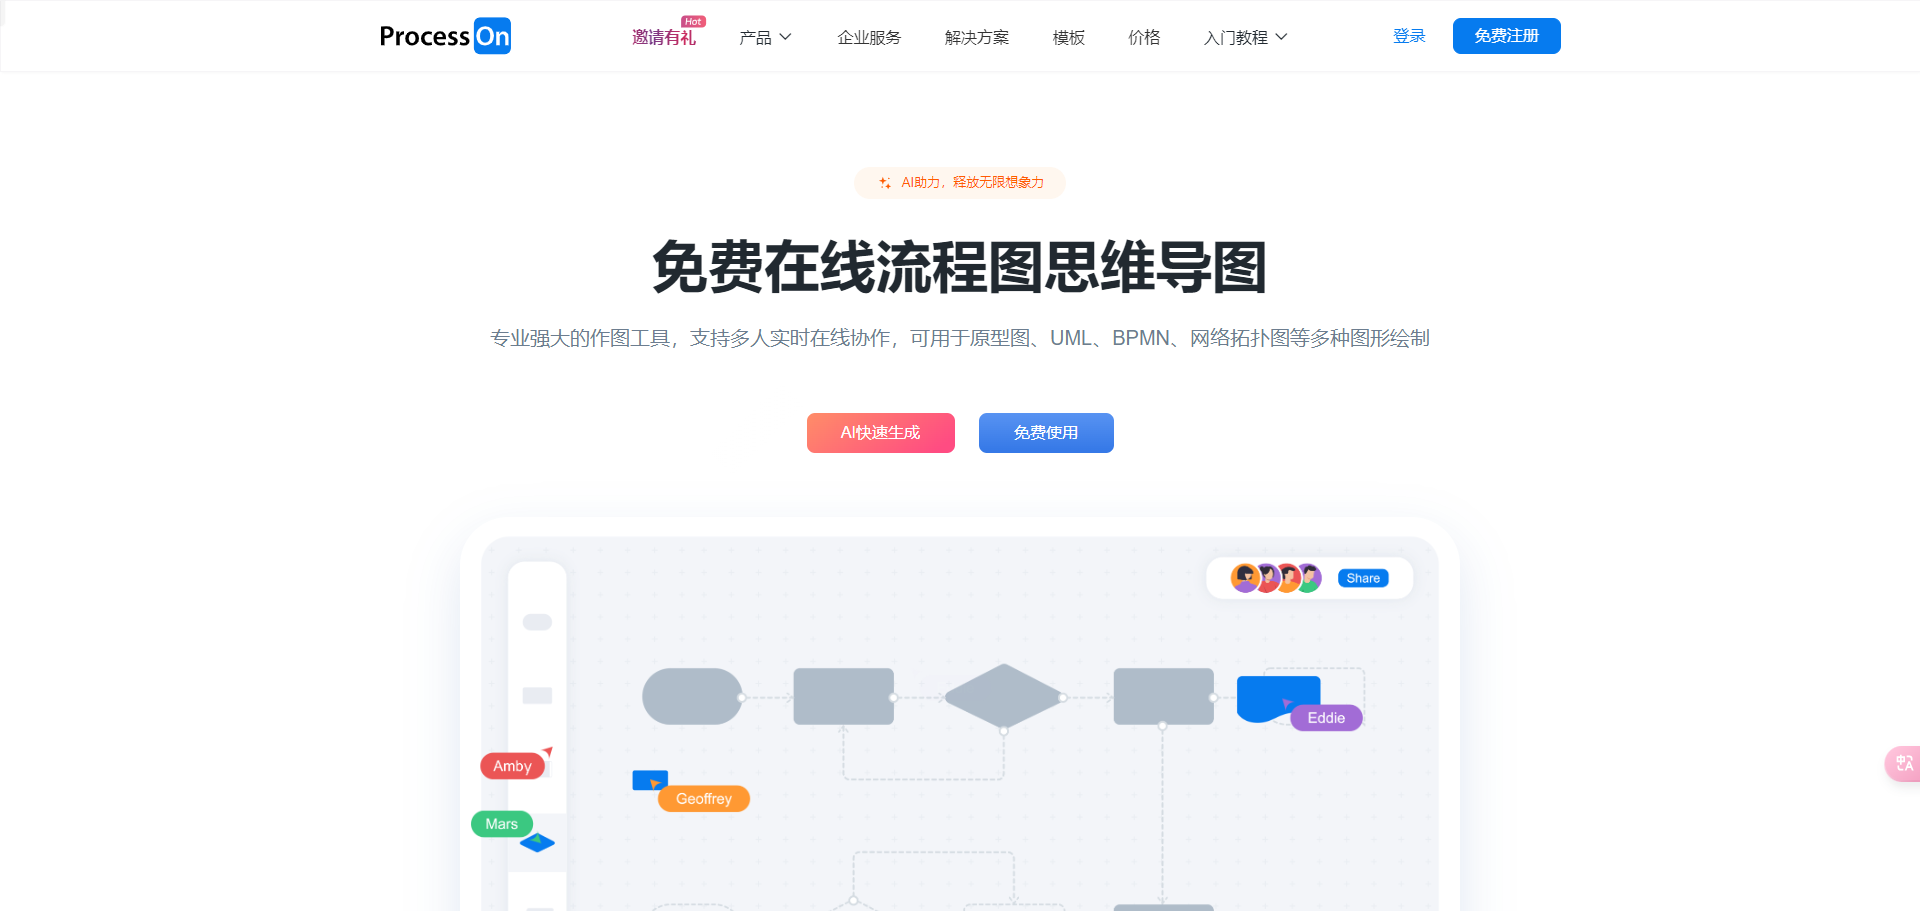 ProcessOn
邀请有礼
Hot
产品
企业服务
解决方案
模板
价格
入门教程
登录
免费注册
AI助力，释放无限想象力
免费在线流程图思维导图
专业强大的作图工具，支持多人实时在线协作，可用于原型图、UML、BPMN、网络拓扑图等多种图形绘制
AI快速生成
免费使用
Share
Eddie
Amby
Geoffrey
Mars
中A